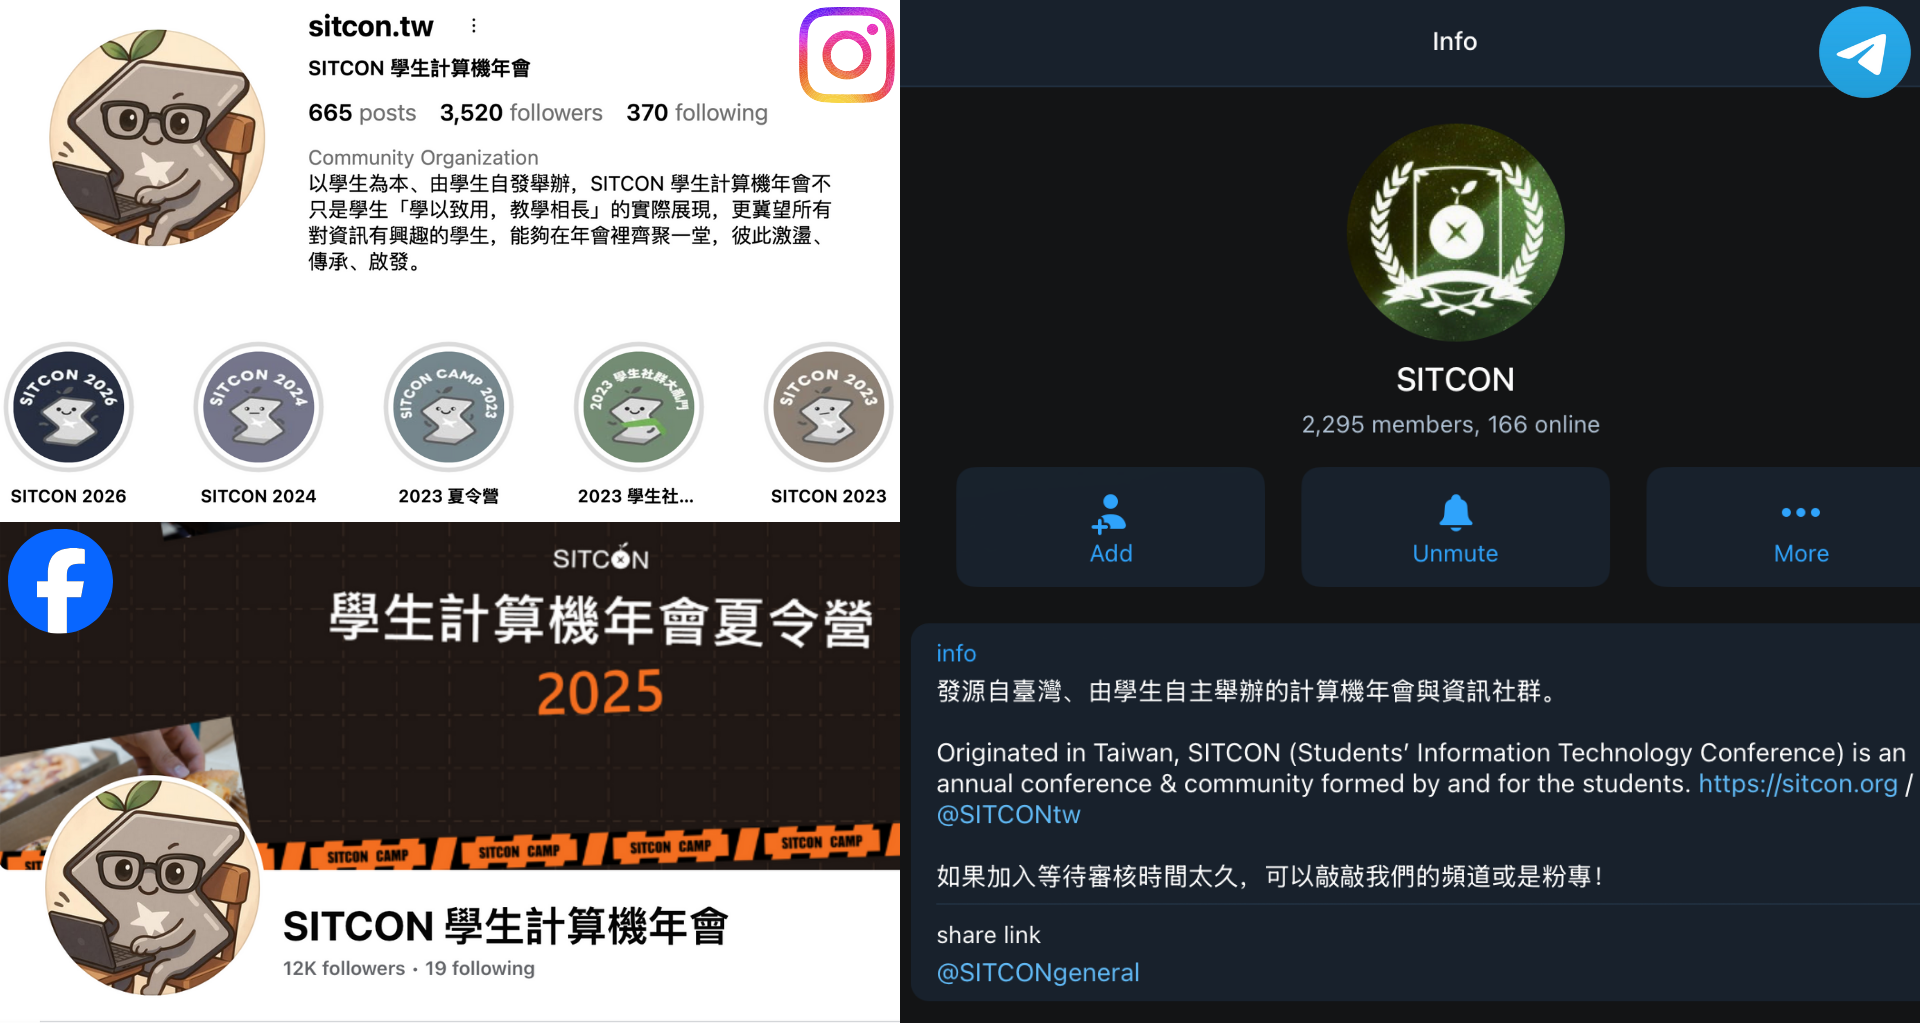 sitcon.tw
SITCON 學生計算機年會
665 posts 3,520 followers 370 following
Community Organization
以學生為本、由學生自發舉辦，SITCON 學生計算機年會不
只是學生「學以致用，教學相長」的實際展現，更冀望所有
對資訊有興趣的學生，能夠在年會裡齊聚一堂，彼此激盪、
傳承、啟發。
SITCON 2026
SITCON 2024
SITCON CAMP 2023
2023 學生社群大亂鬥
SITCON 2023
SITCON 2026
SITCON 2024
2023 夏令營
2023 學生社...
SITCON 2023
SITCON
學生計算機年會夏令營
2025
SIT
SITCON CAMP
SITCON CAMP
SITCON CAMP
SITCON CAMP
SITCON 學生計算機年會
12K followers • 19 following
Info
SITCON
2,295 members, 166 online
Add
Unmute
More
info
發源自臺灣、由學生自主舉辦的計算機年會與資訊社群。
Originated in Taiwan, SITCON (Students’ Information Technology Conference) is an
annual conference & community formed by and for the students. https://sitcon.org /
@SITCONtw
如果加入等待審核時間太久，可以敲敲我們的頻道或是粉專！
share link
@SITCONgeneral